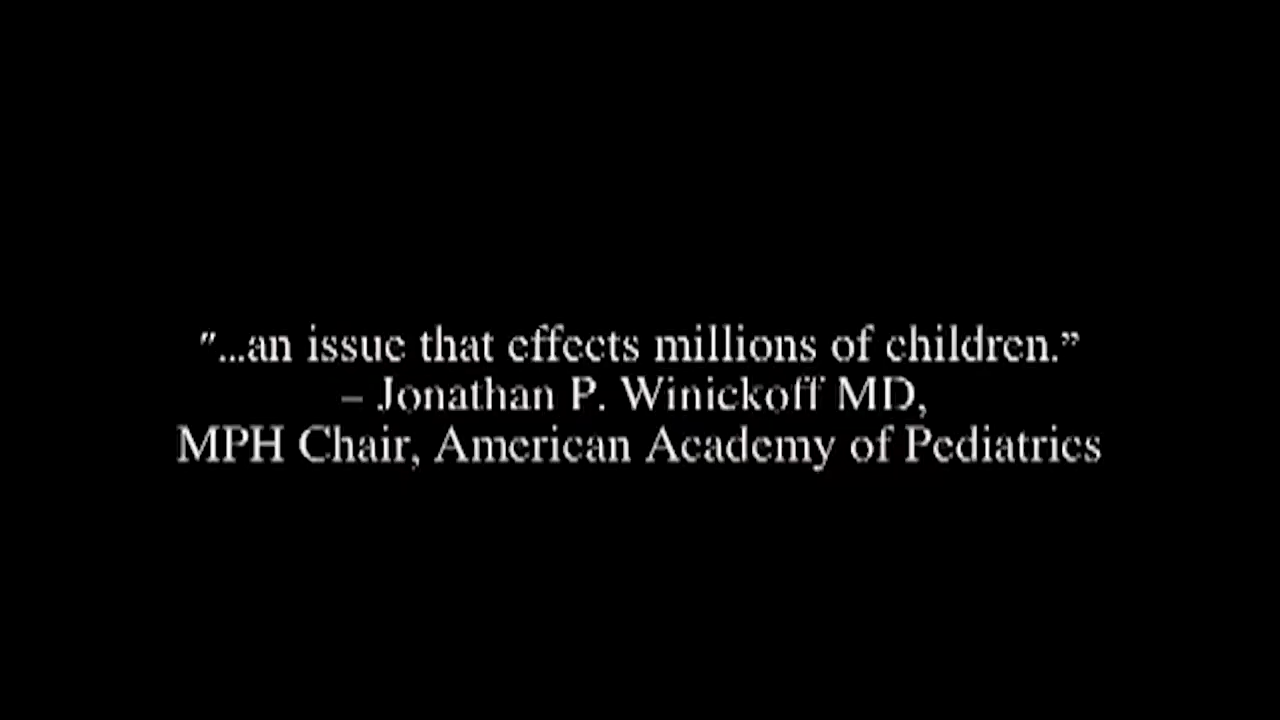 "...an issue that effects millions of children.”
– Jonathan P. Winickoff MD,
MPH Chair, American Academy of Pediatrics